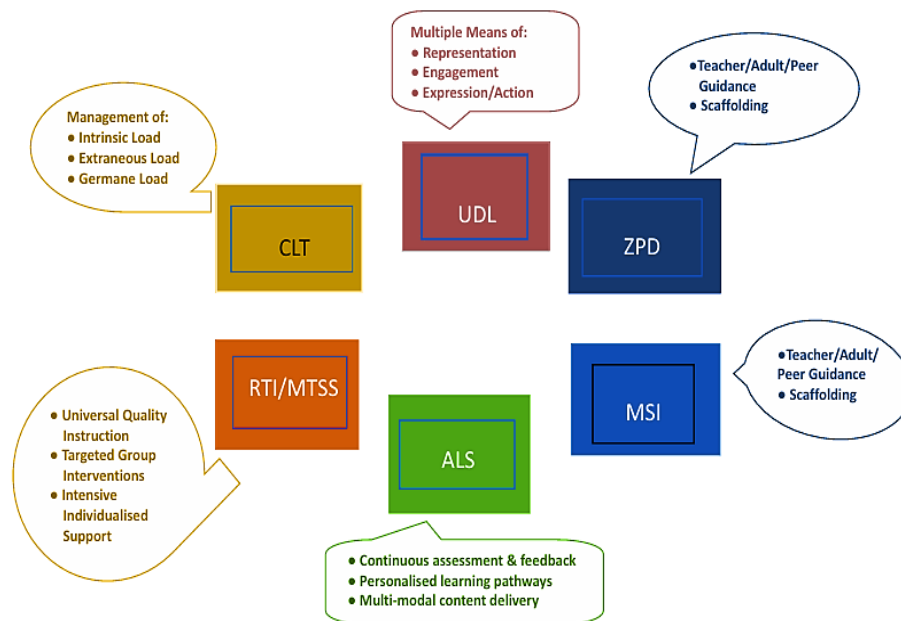 Multiple Means of:
● Representation
● Engagement
● Expression/Action
●Teacher/Adult/Peer
Guidance
● Scaffolding
Management of:
● Intrinsic Load
● Extraneous Load
● Germane Load
CLT
UDL
ZPD
RTI/MTSS
ALS
MSI
●Teacher/Adult/
Peer Guidance
● Scaffolding
● Universal Quality
Instruction
● Targeted Group
Interventions
● Intensive
Individualised
Support
● Continuous assessment & feedback
● Personalised learning pathways
● Multi-modal content delivery